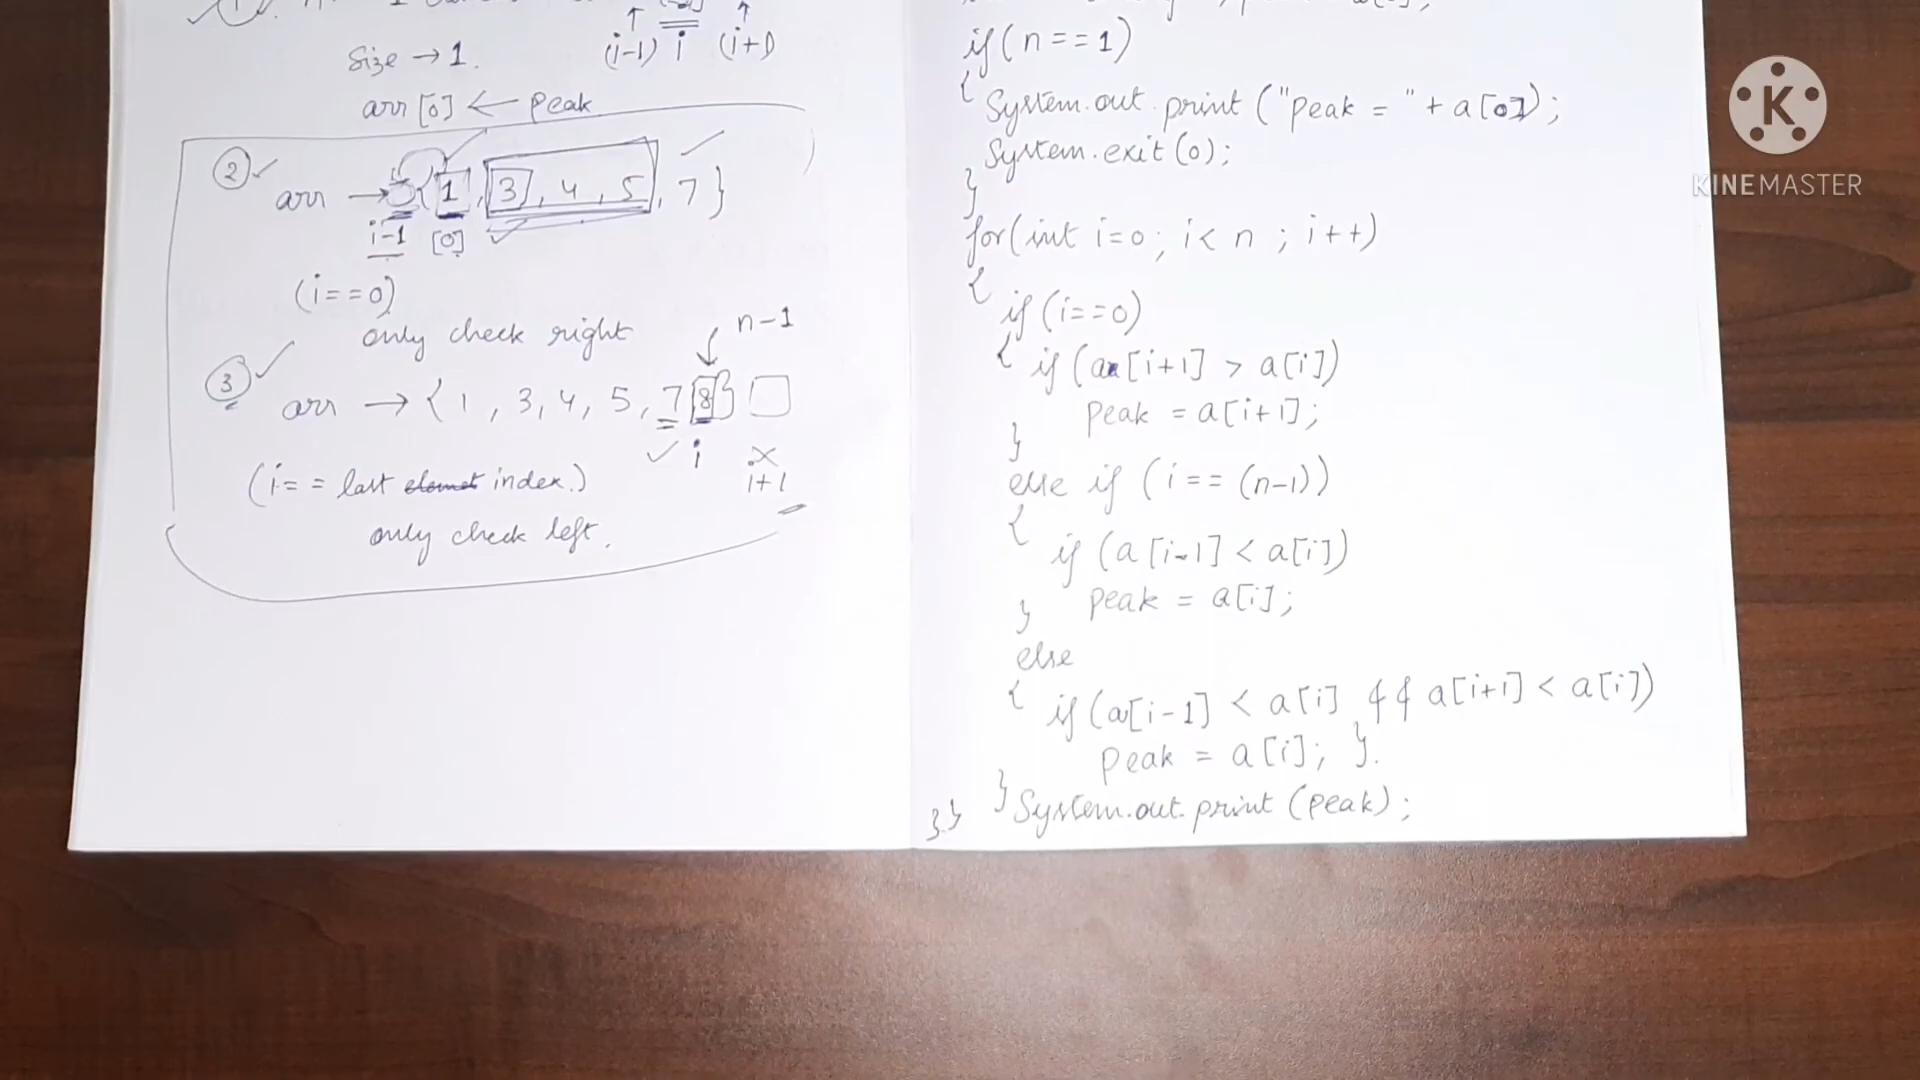 Size → 1.
(i-1) i (i+1)
arr [0] ← Peak
② arr → { 1 , 3 , 4 , 5 , 7 }
i-1 [0]
(i==0)
only check right
n-1
③ arr → { 1 , 3, 4, 5, 7 8 }
i i+1
(i== last index.)
only check left.
if (n==1)
{
System.out.print ("Peak = " + a[0]);
System.exit(0);
}
for(int i=0; i< n ; i++)
{
if (i==0)
{ if (a[i+1] > a[i])
Peak = a[i+1];
}
else if (i == (n-1))
{
if (a[i-1] < a[i])
} Peak = a[i];
else
{ if (a[i-1] < a[i] && a[i+1] < a[i])
Peak = a[i]; }.
} System.out.print (Peak);
}}
K
KINEMASTER